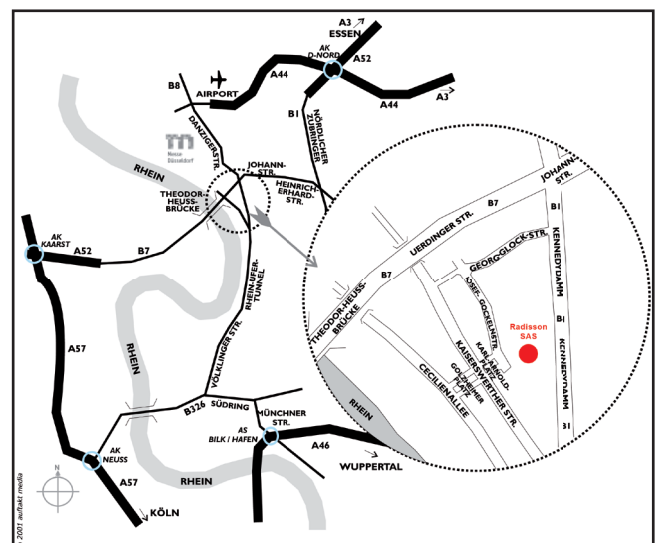 A3
ESSEN
AK
D-NORD
A52
A44
A44
A3
B8
AIRPORT
DANZIGERSTR.
B1
NÖRDLICHER
ZUBRINGER
Messe
Düsseldorf
RHEIN
JOHANN-
STR.
HEINRICH-
ERHARD-STR.
THEODOR-
HEUSS-
BRÜCKE
AK
KAARST
A52
B7
RHEIN-UFER-
TUNNEL
VÖLKLINGER STR.
A57
RHEIN
B326
SÜDRING
MÜNCHNER
STR.
AS
BILK / HAFEN
A46
WUPPERTAL
AK
NEUSS
A57
KÖLN
RHEIN
N
2001 auftakt media
JOHANN-
STR.
B7
UERDINGER STR.
B1
KENNEDYDAMM
GEORG-GLOCK-STR.
B7
THEODOR-HEUSS-
BRÜCKE
JOSEF-GOCKELNSTR.
B1
Radisson
SAS
KARL-ARNOLD-
PLATZ
KAISERSWERTHER STR.
GOLZHEIMER
PLATZ
CECILIENALLEE
KENNEDYDAMM
RHEIN
B1